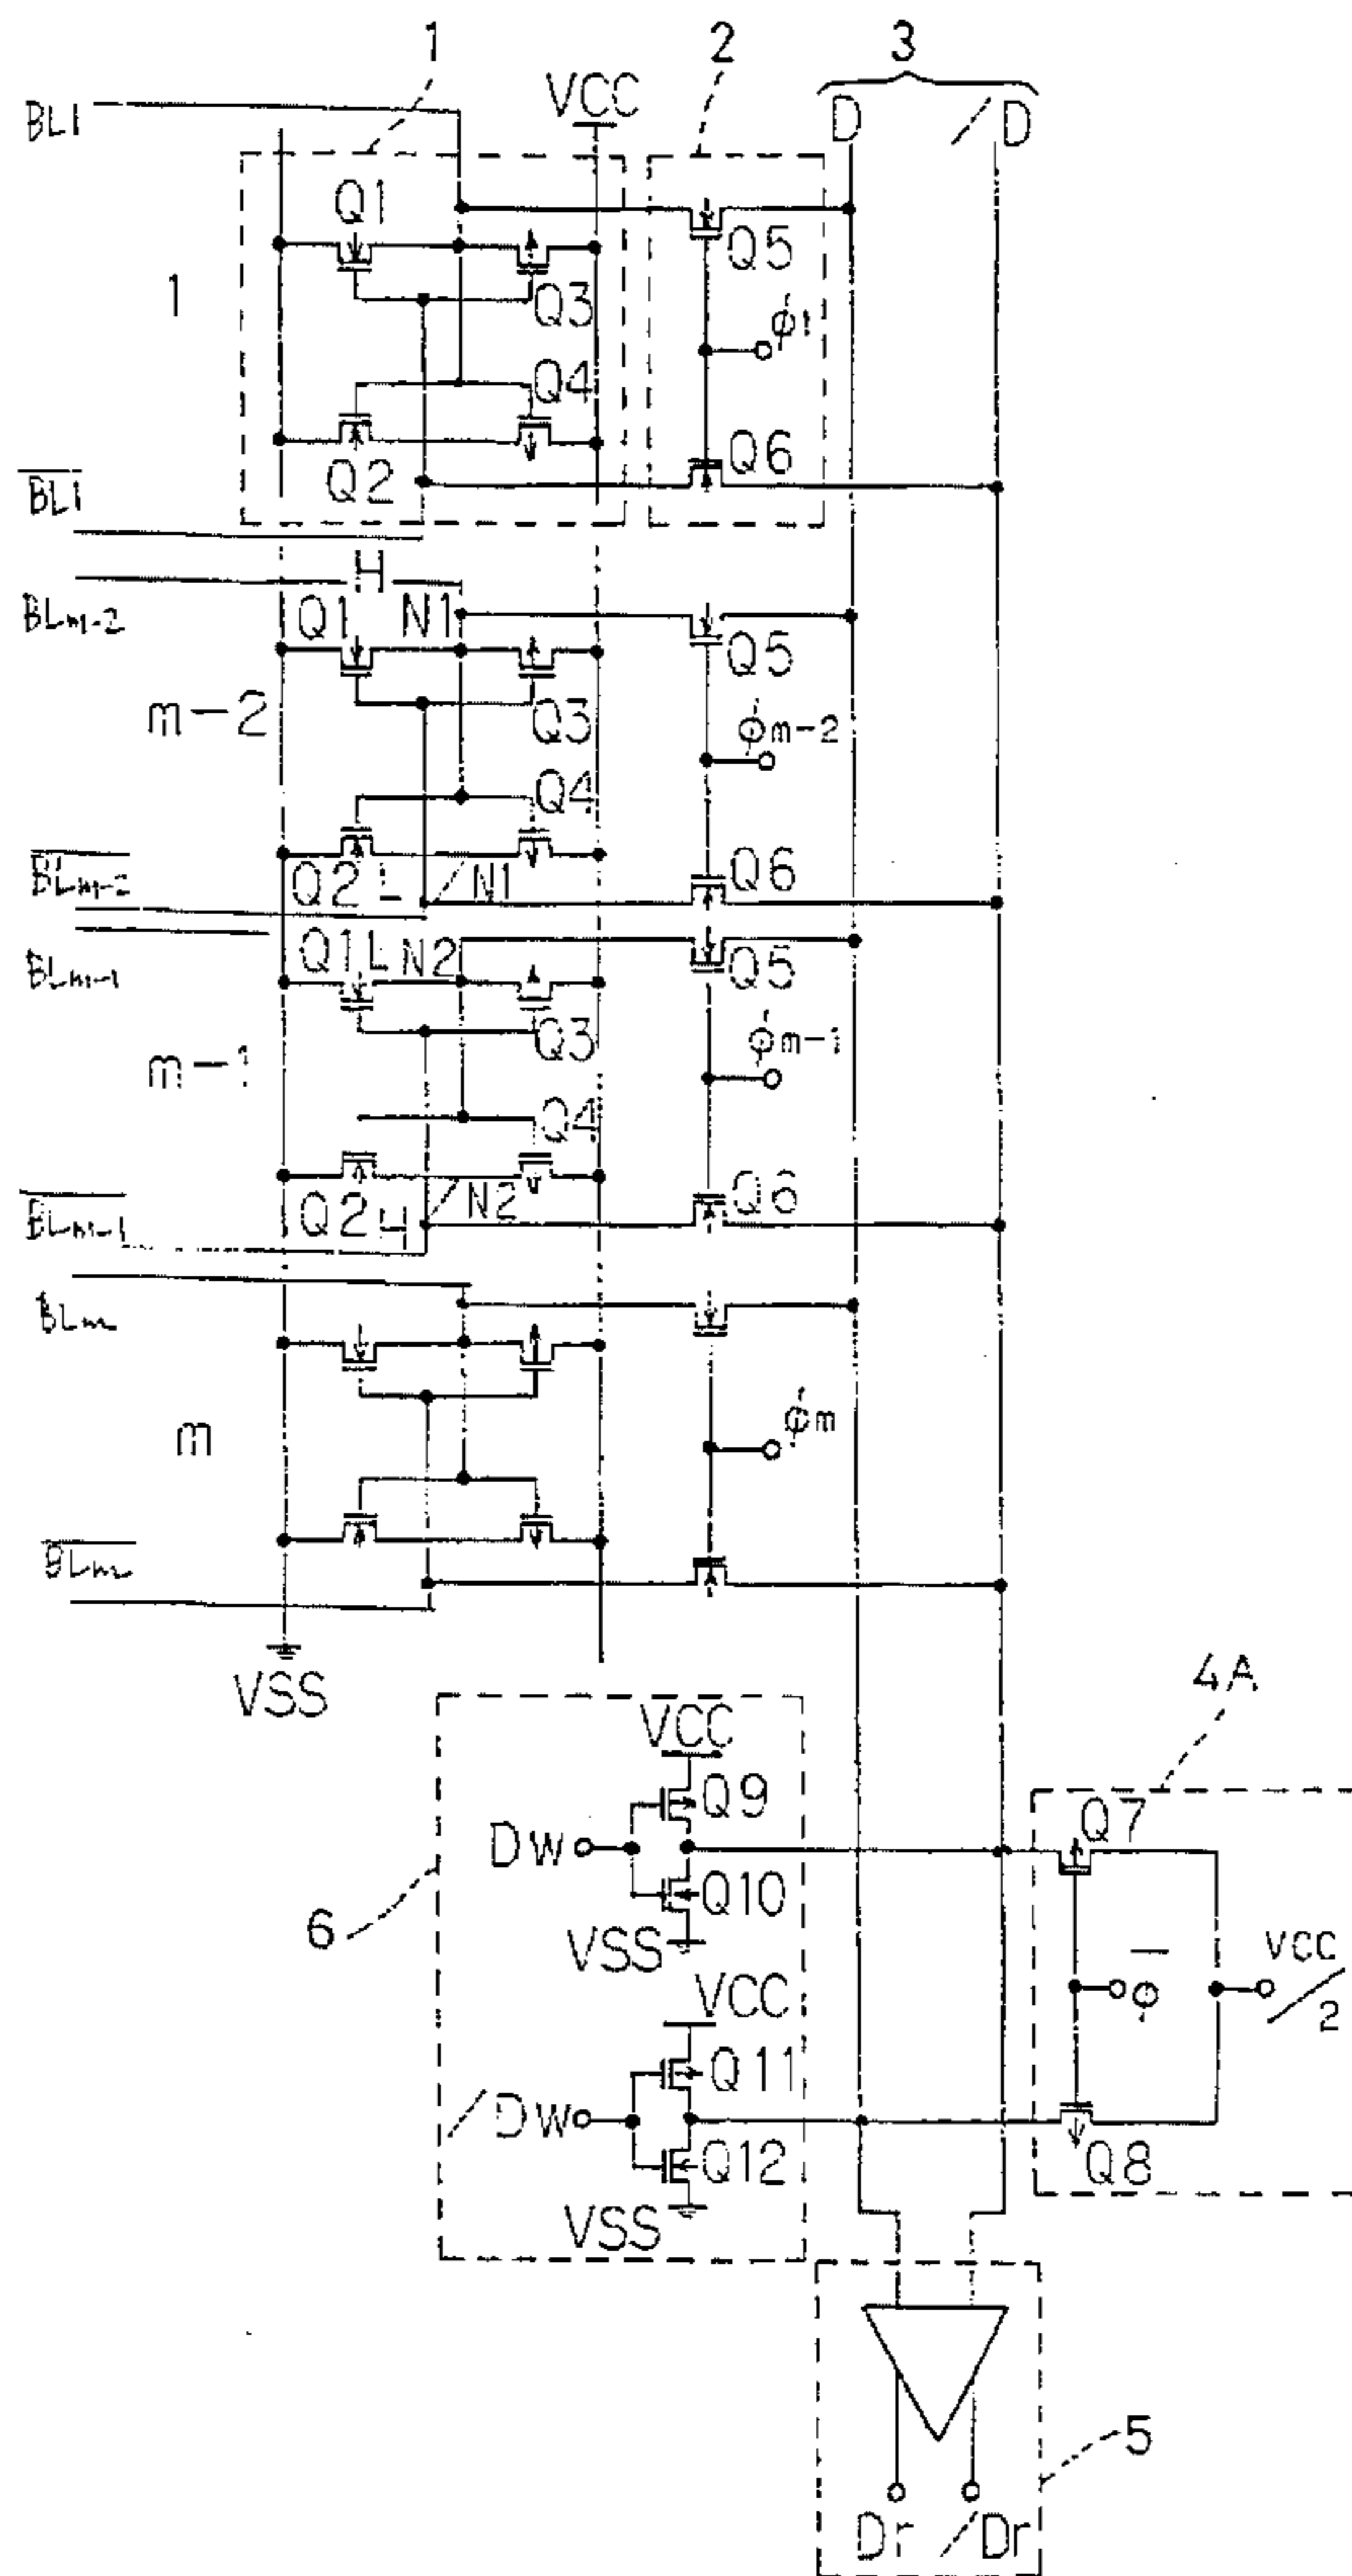 1 2 3
BL1 VCC D /D
Q1
Q5
1
Q3
φ1
Q4
Q2 Q6
B̅L̅1̅
H
BLm-2 Q1 N1
Q5
m-2 Q3
φm-2
Q4
B̅L̅m̅-̅2̅ Q2 L /N1 Q6
BLm-1 Q1 L N2 Q5
Q3
m-1 φm-1
Q4
B̅L̅m̅-̅1̅ Q2 H /N2 Q6
BLm
m φm
B̅L̅m̅
VSS
4A
VCC
Q9 Q7
Dw
6 Q10
VSS φ̅ VCC/2
VCC
Q11
/Dw
Q12 Q8
VSS
5
Dr /Dr